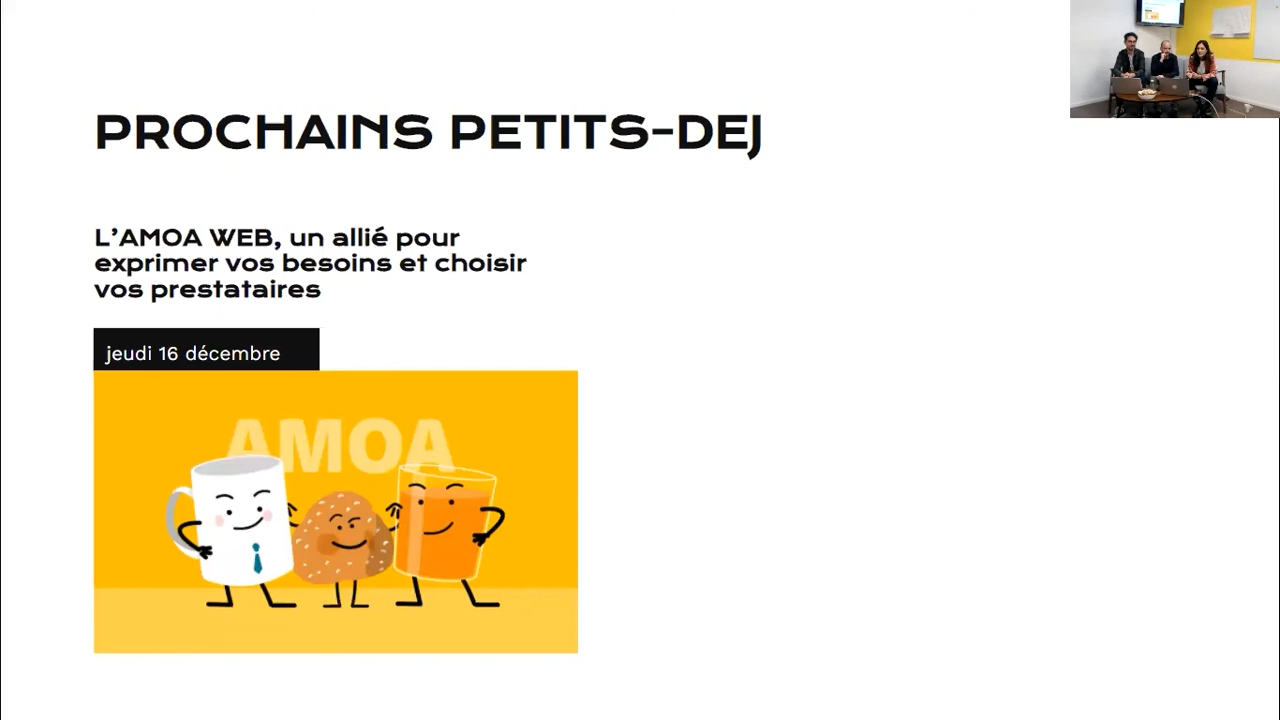 PROCHAINS PETITS-DEJ
L’AMOA WEB, un allié pour
exprimer vos besoins et choisir
vos prestataires
jeudi 16 décembre
AMOA